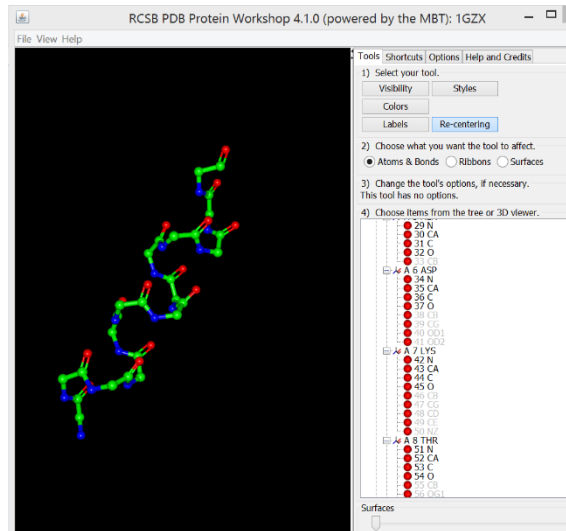 RCSB PDB Protein Workshop 4.1.0 (powered by the MBT): 1GZX
File View Help
Tools Shortcuts Options Help and Credits
1) Select your tool.
Visibility Styles
Colors
Labels Re-centering
2) Choose what you want the tool to affect.
Atoms & Bonds Ribbons Surfaces
3) Change the tool's options, if necessary.
This tool has no options.
4) Choose items from the tree or 3D viewer.
29 N
30 CA
31 C
32 O
33 CB
A 6 ASP
34 N
35 CA
36 C
37 O
38 CB
39 CG
40 OD1
41 OD2
A 7 LYS
42 N
43 CA
44 C
45 O
46 CB
47 CG
48 CD
49 CE
50 NZ
A 8 THR
51 N
52 CA
53 C
54 O
55 CB
56 OG1
Surfaces